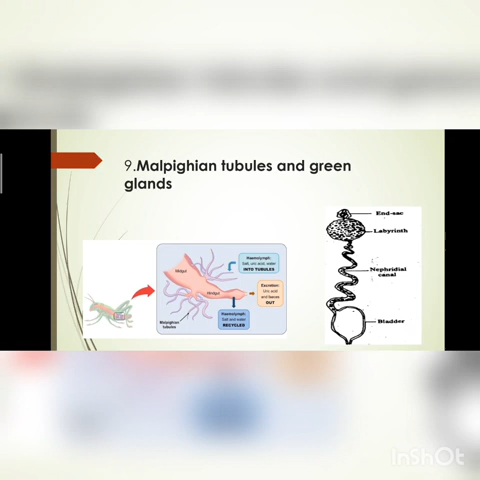 9.Malpighian tubules and green
glands
End-sac
Labyrinth
Nephridial
canal
Bladder
Midgut
Hindgut
Malpighian
tubules
Haemolymph:
Salt, uric acid, water
INTO TUBULES
Excretion:
Uric acid
and faeces
OUT
Haemolymph:
Salt and water
RECYCLED
InShOt